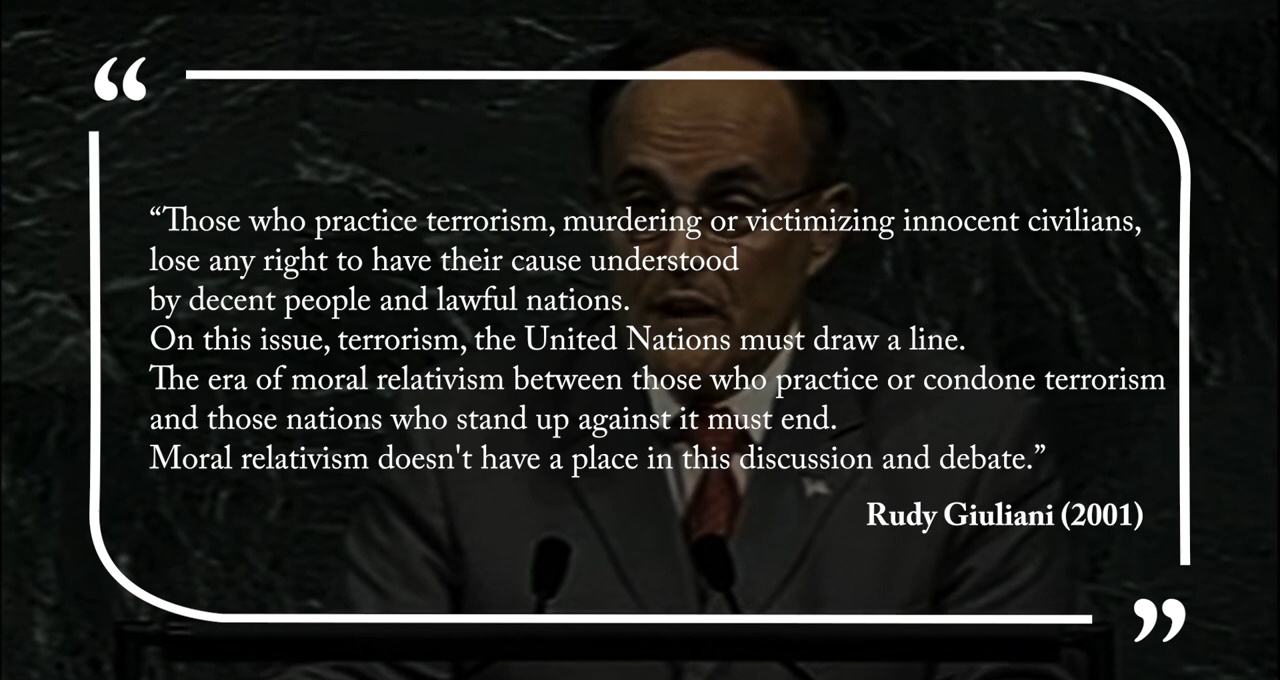 “Those who practice terrorism, murdering or victimizing innocent civilians,
lose any right to have their cause understood
by decent people and lawful nations.
On this issue, terrorism, the United Nations must draw a line.
The era of moral relativism between those who practice or condone terrorism
and those nations who stand up against it must end.
Moral relativism doesn't have a place in this discussion and debate.”
Rudy Giuliani (2001)